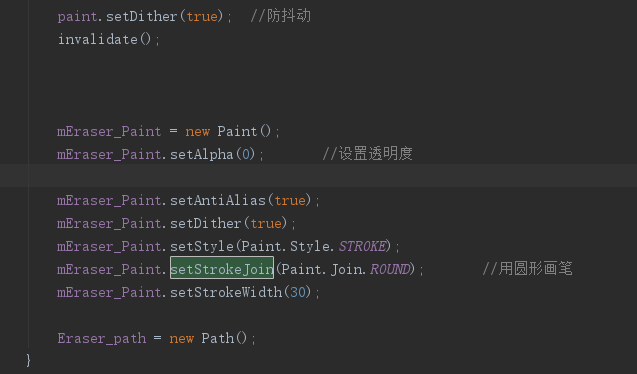 paint.setDither(true);  //防抖动
invalidate();
mEraser_Paint = new Paint();
mEraser_Paint.setAlpha(0);      //设置透明度
mEraser_Paint.setAntiAlias(true);
mEraser_Paint.setDither(true);
mEraser_Paint.setStyle(Paint.Style.STROKE);
mEraser_Paint.setStrokeJoin(Paint.Join.ROUND);      //用圆形画笔
mEraser_Paint.setStrokeWidth(30);
Eraser_path = new Path();
}